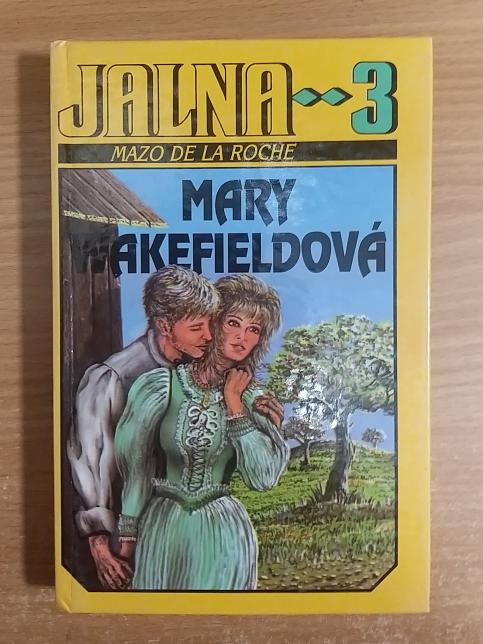 JALNA 3
MAZO DE LA ROCHE
MARY
WAKEFIELDOVÁ